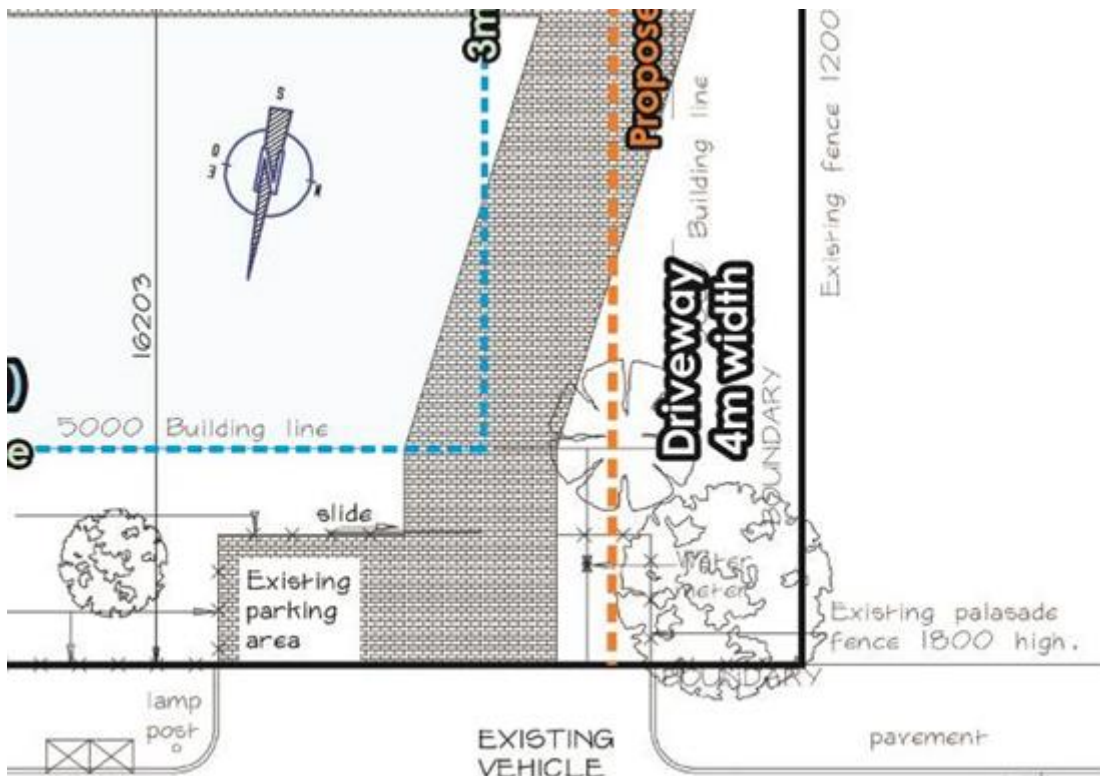 3m
Propose
Building line
Existing fence 1200
S
16203
Driveway
4m width
)
5000 Building line
e
BOUNDARY
slide
Existing
parking
area
Water
meter
Existing palasade
fence 1800 high.
BOUNDARY
lamp
post
EXISTING
VEHICLE
pavement